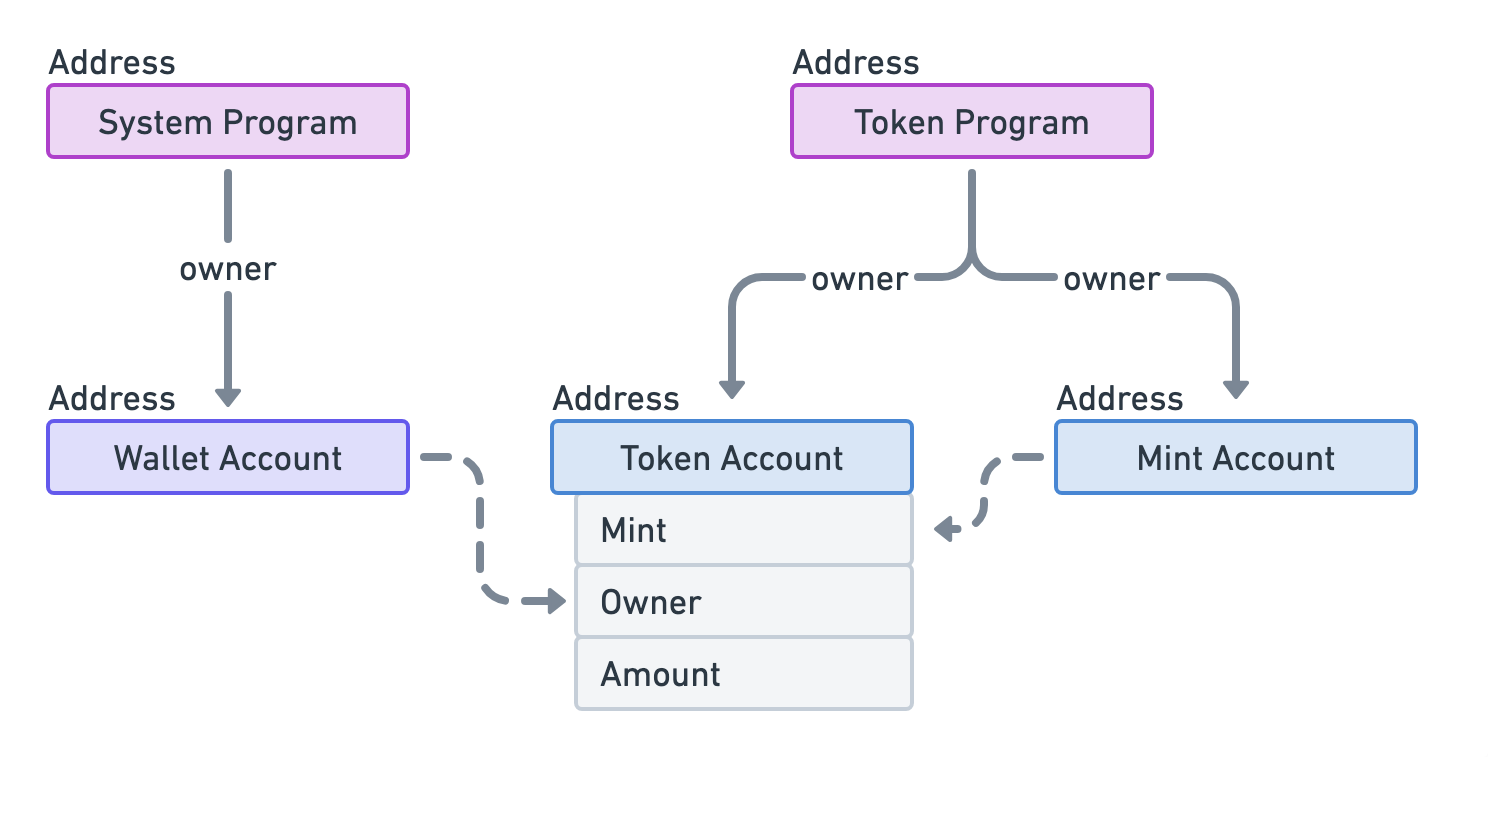 Address
System Program
owner
Address
Wallet Account
Address
Token Program
owner
owner
Address
Token Account
Mint
Owner
Amount
Address
Mint Account